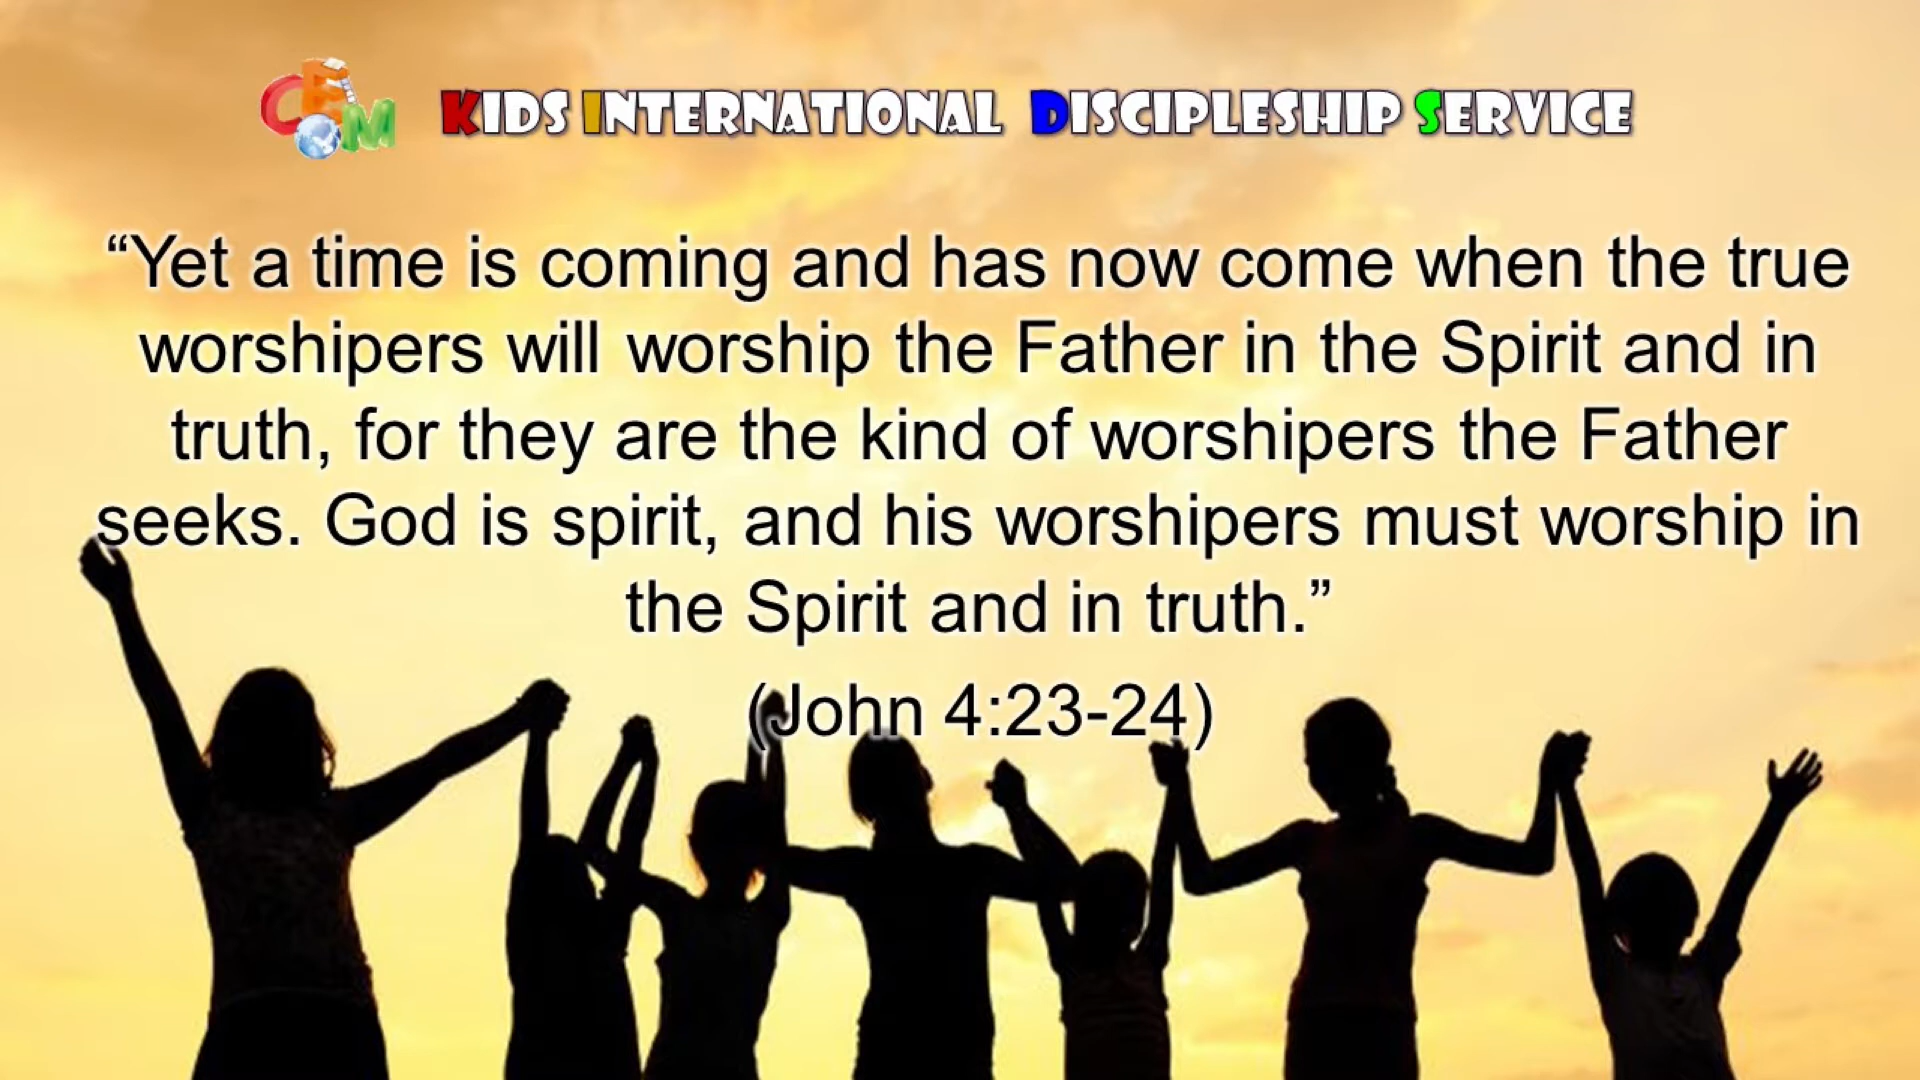 CEM KIDS INTERNATIONAL DISCIPLESHIP SERVICE
“Yet a time is coming and has now come when the true
worshipers will worship the Father in the Spirit and in
truth, for they are the kind of worshipers the Father
seeks. God is spirit, and his worshipers must worship in
the Spirit and in truth.”
(John 4:23-24)